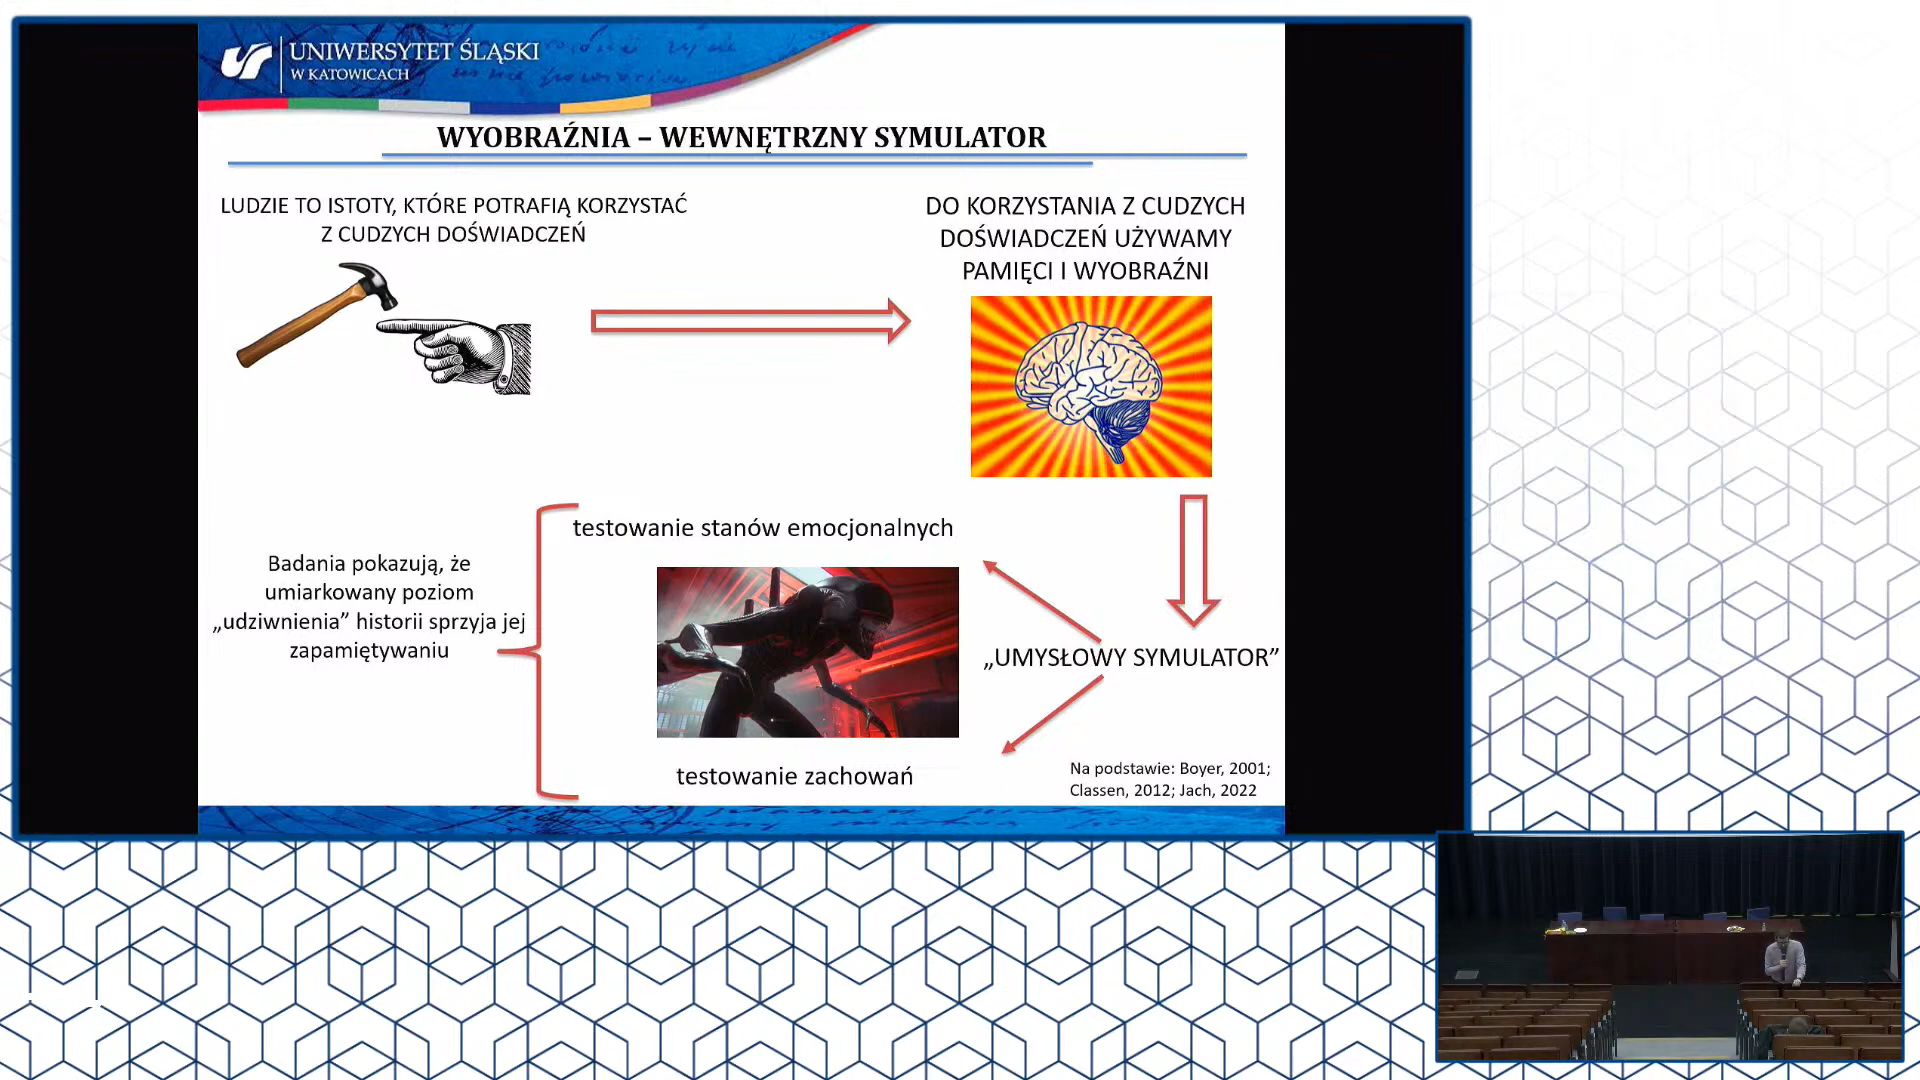 UNIWERSYTET ŚLĄSKI
W KATOWICACH
WYOBRAŹNIA – WEWNĘTRZNY SYMULATOR
LUDZIE TO ISTOTY, KTÓRE POTRAFIĄ KORZYSTAĆ
Z CUDZYCH DOŚWIADCZEŃ
DO KORZYSTANIA Z CUDZYCH
DOŚWIADCZEŃ UŻYWAMY
PAMIĘCI I WYOBRAŹNI
testowanie stanów emocjonalnych
Badania pokazują, że
umiarkowany poziom
„udziwnienia” historii sprzyja jej
zapamiętywaniu
„UMYSŁOWY SYMULATOR”
testowanie zachowań
Na podstawie: Boyer, 2001;
Classen, 2012; Jach, 2022